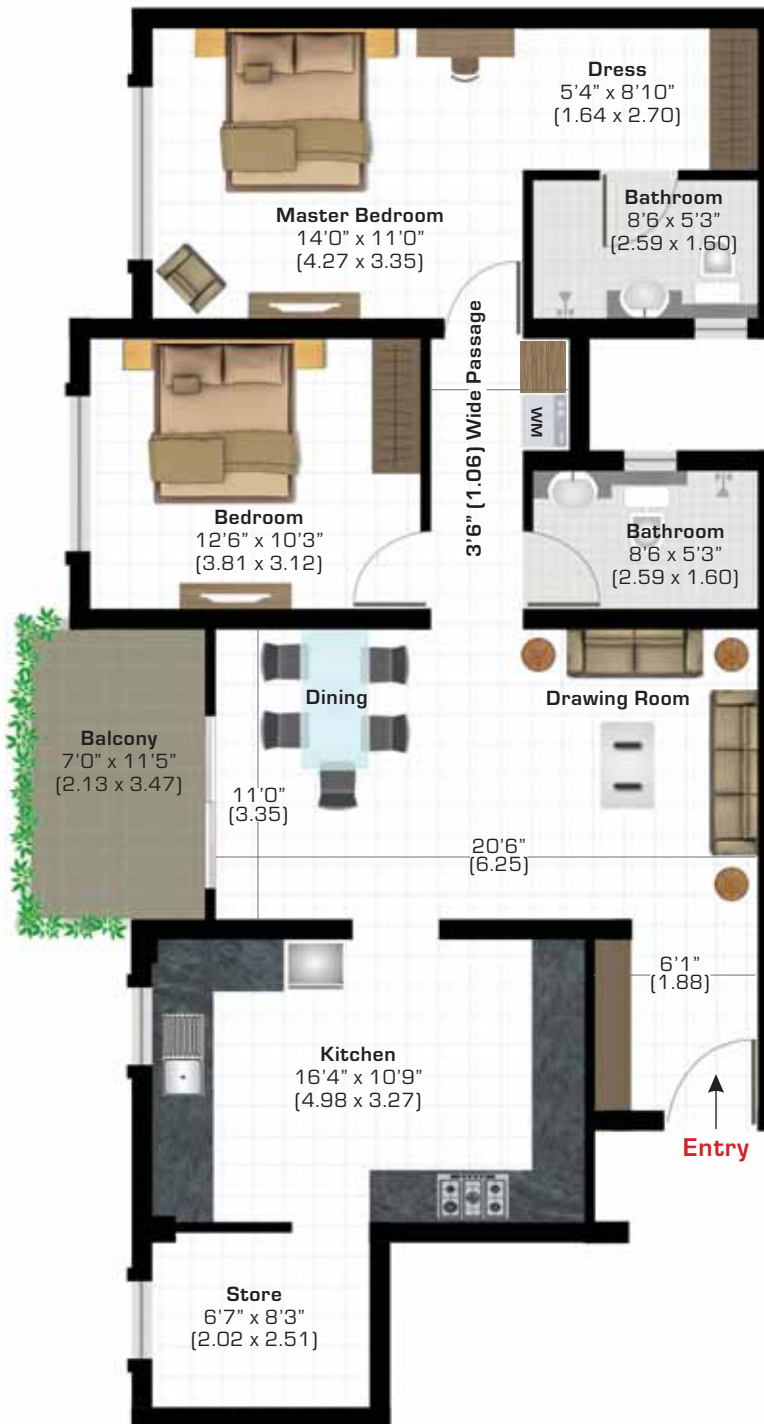 Dress
5’4” x 8’10”
(1.64 x 2.70)
Bathroom
8’6 x 5’3”
(2.59 x 1.60)
Master Bedroom
14’0” x 11’0”
(4.27 x 3.35)
3’6” (1.06) Wide Passage
WM
Bedroom
12’6” x 10’3”
(3.81 x 3.12)
Bathroom
8’6 x 5’3”
(2.59 x 1.60)
Dining
Drawing Room
Balcony
7’0” x 11’5”
(2.13 x 3.47)
11’0”
(3.35)
20’6”
(6.25)
6’1”
(1.88)
Kitchen
16’4” x 10’9”
(4.98 x 3.27)
Entry
Store
6’7” x 8’3”
(2.02 x 2.51)